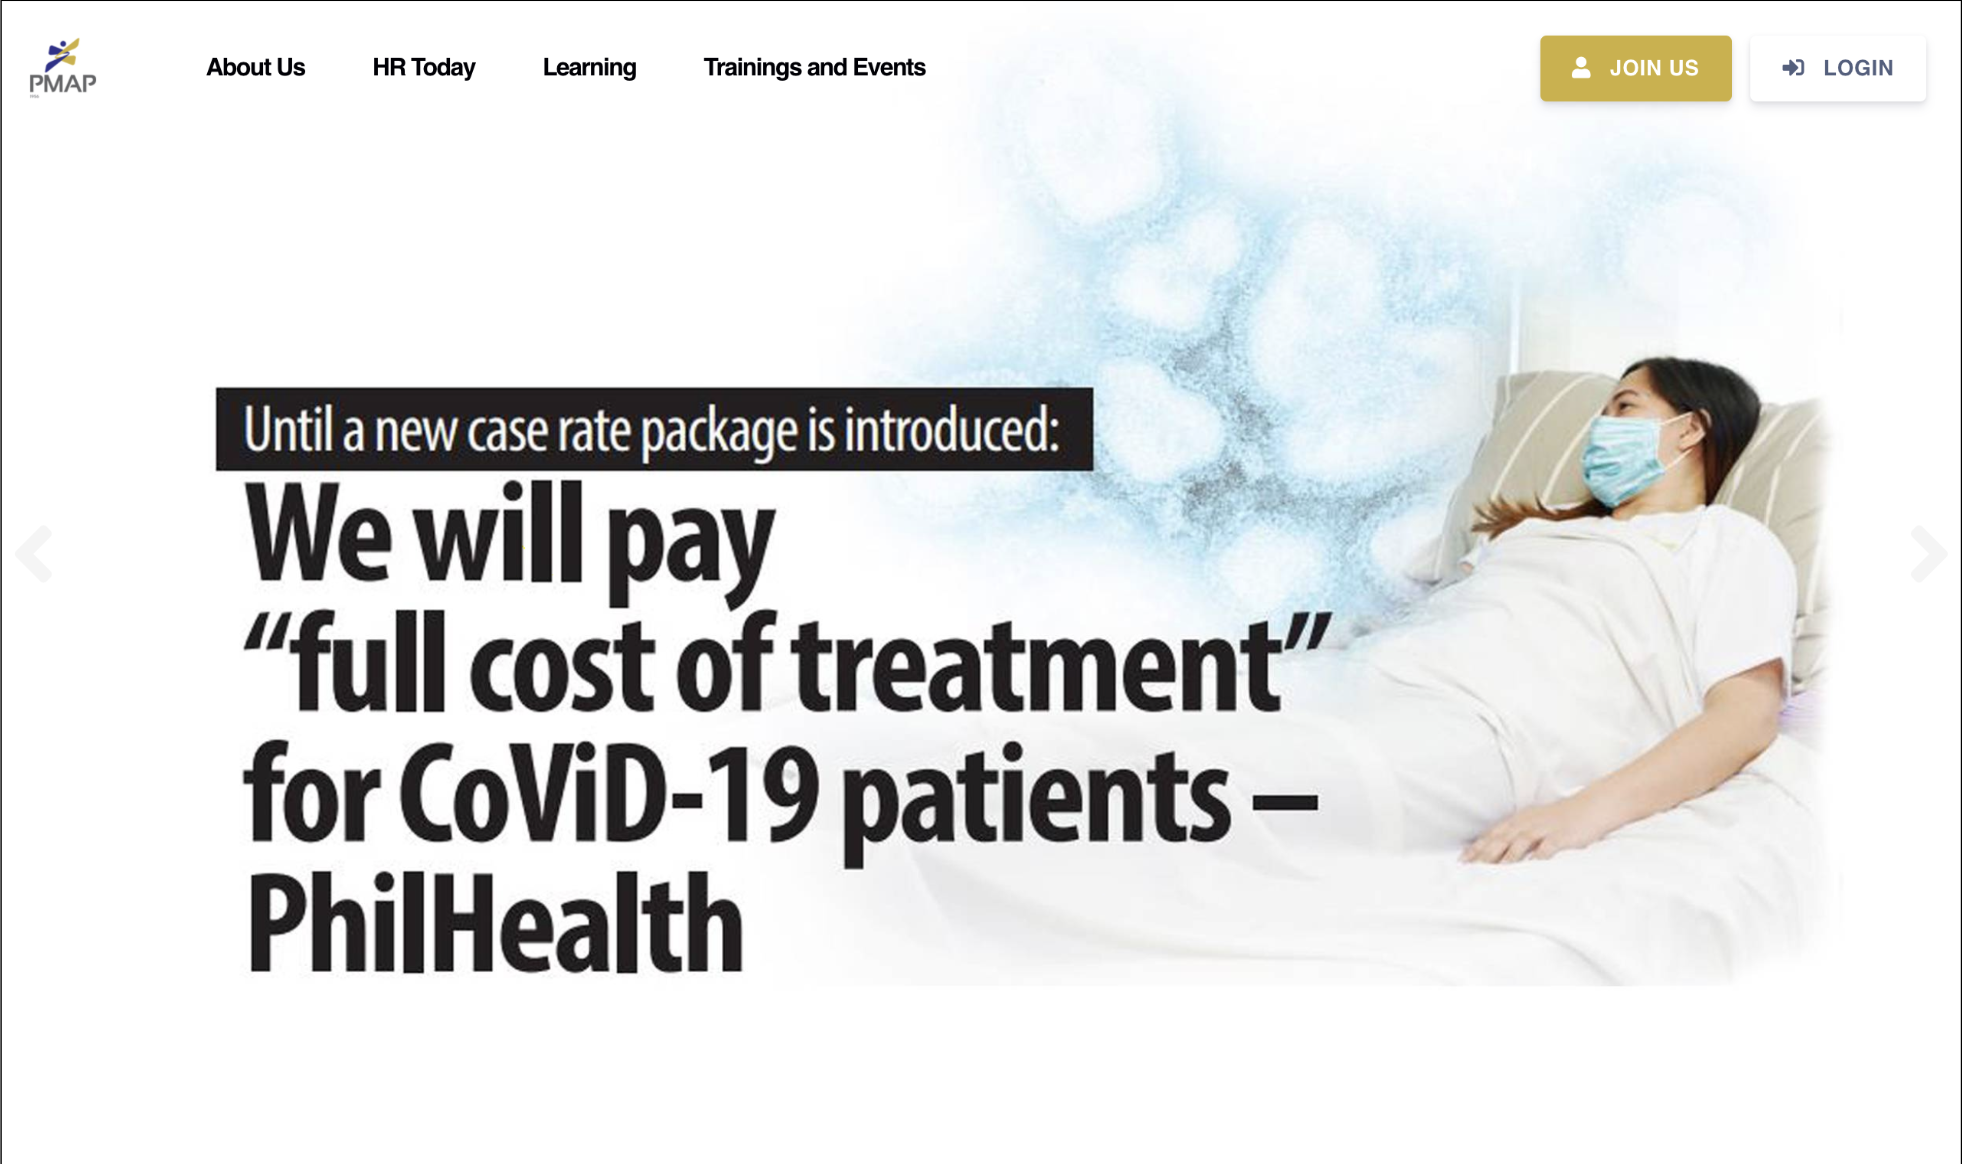 PMAP
About Us
HR Today
Learning
Trainings and Events
JOIN US
LOGIN
Until a new case rate package is introduced:
We will pay
“full cost of treatment”
for CoViD-19 patients –
PhilHealth